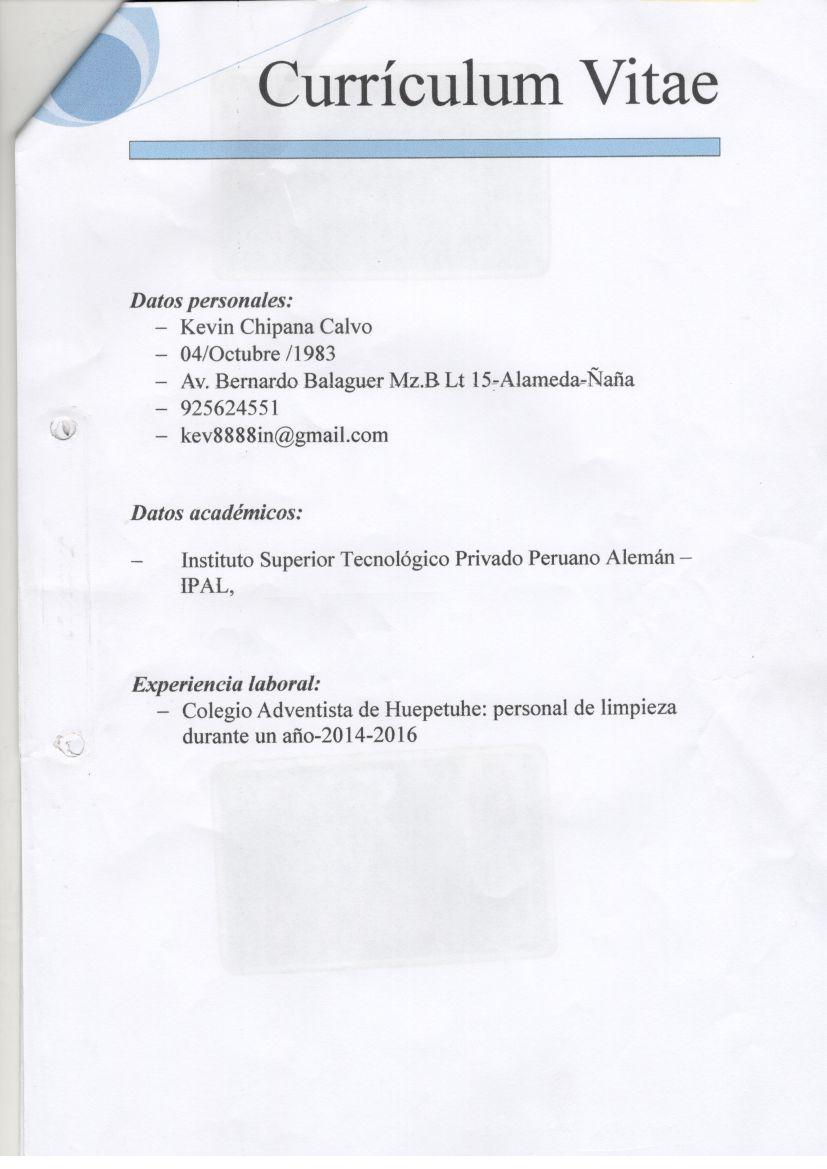 Currículum Vitae
Datos personales:
– Kevin Chipana Calvo
– 04/Octubre /1983
– Av. Bernardo Balaguer Mz.B Lt 15-Alameda-Ñaña
– 925624551
– kev8888in@gmail.com
Datos académicos:
– Instituto Superior Tecnológico Privado Peruano Alemán –
IPAL,
Experiencia laboral:
– Colegio Adventista de Huepetuhe: personal de limpieza
durante un año-2014-2016